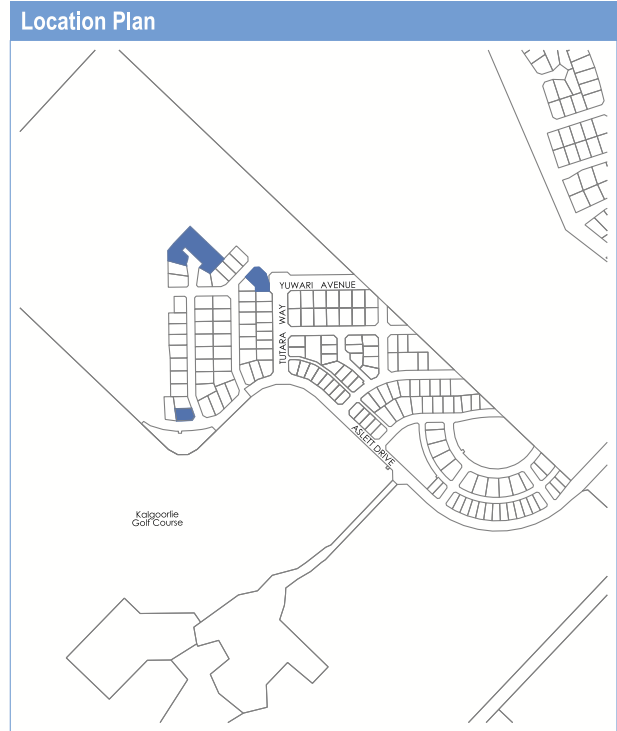 Location Plan
YUWARI AVENUE
TUTARA WAY
ASLETT DRIVE
Kalgoorlie
Golf Course